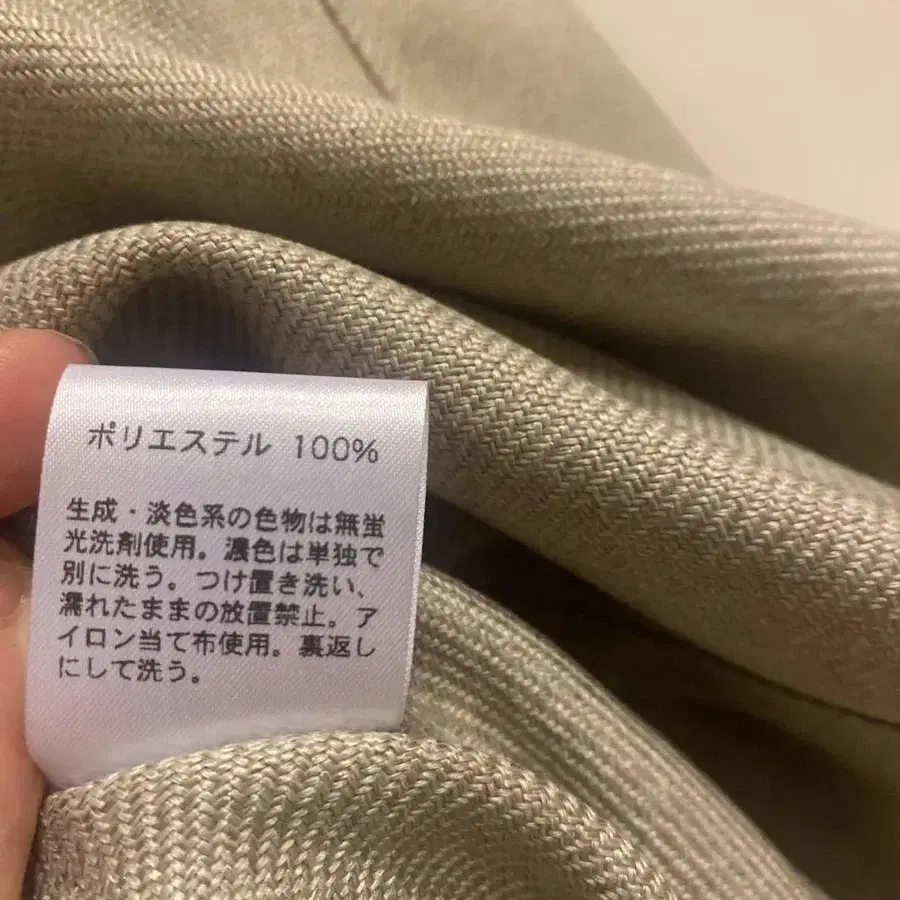 ポリエステル 100%
生成・淡色系の色物は無蛍
光洗剤使用。濃色は単独で
別に洗う。つけ置き洗い、
濡れたままの放置禁止。ア
イロン当て布使用。裏返し
にして洗う。